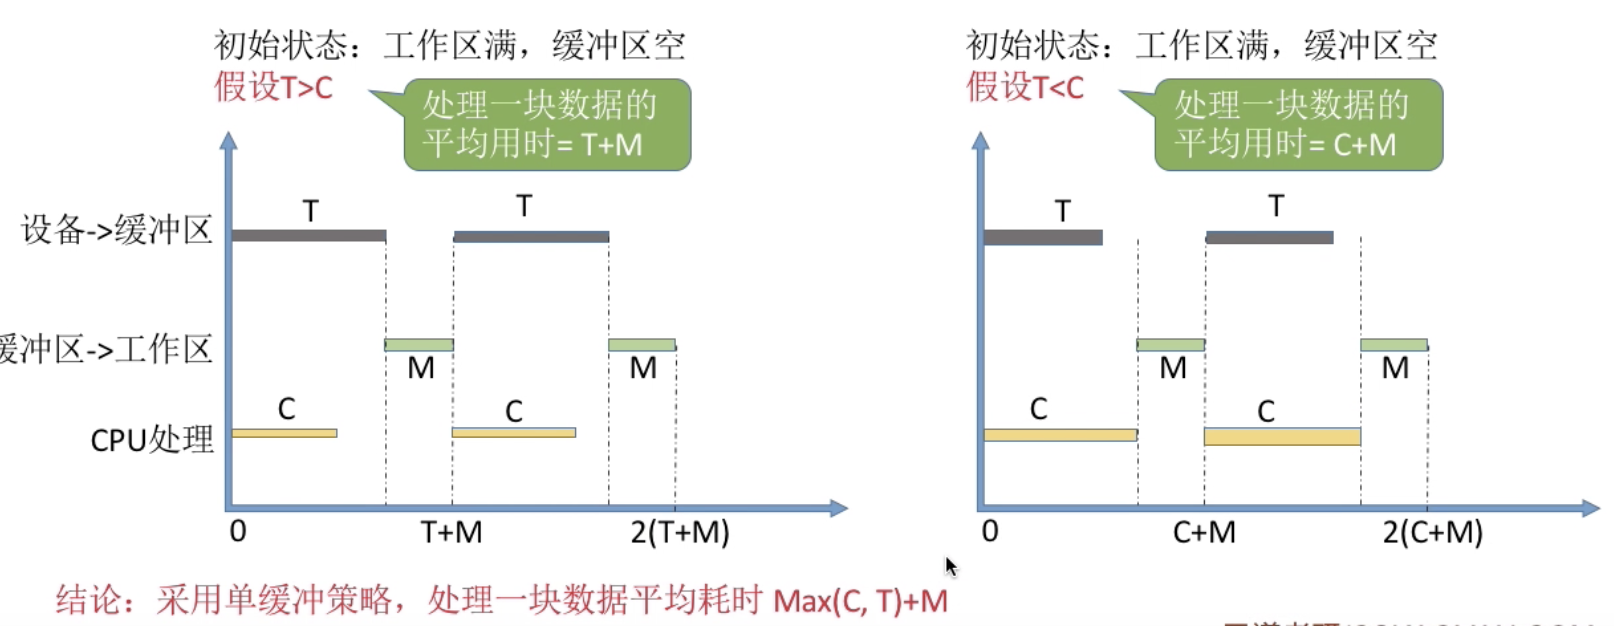 初始状态：工作区满，缓冲区空
假设T>C
处理一块数据的
平均用时= T+M
设备->缓冲区
T
T
缓冲区->工作区
M
M
CPU处理
C
C
0
T+M
2(T+M)
初始状态：工作区满，缓冲区空
假设T<C
处理一块数据的
平均用时= C+M
T
T
M
M
C
C
0
C+M
2(C+M)
结论：采用单缓冲策略，处理一块数据平均耗时 Max(C, T)+M